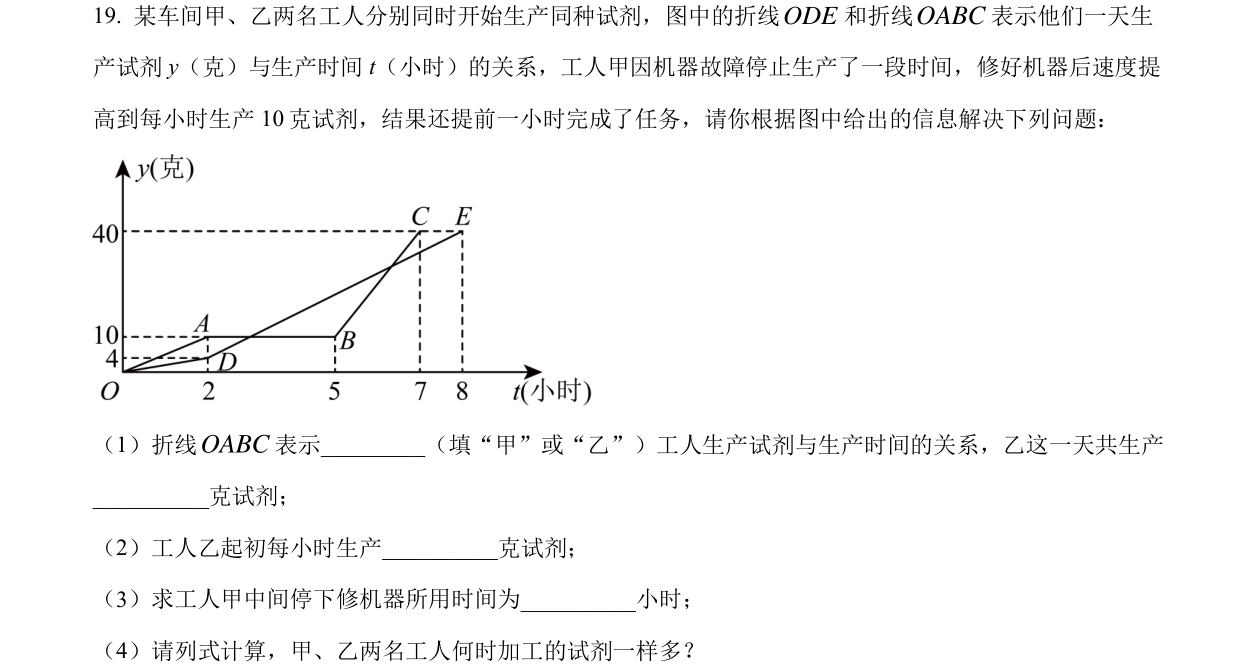 19. 某车间甲、乙两名工人分别同时开始生产同种试剂，图中的折线ODE 和折线OABC 表示他们一天生
产试剂 y（克）与生产时间 t（小时）的关系，工人甲因机器故障停止生产了一段时间，修好机器后速度提
高到每小时生产 10 克试剂，结果还提前一小时完成了任务，请你根据图中给出的信息解决下列问题：
y(克)
40
C E
10
A
B
4
D
O 2 5 7 8 t(小时)
（1）折线OABC 表示_________（填“甲”或“乙”）工人生产试剂与生产时间的关系，乙这一天共生产
__________克试剂；
（2）工人乙起初每小时生产__________克试剂；
（3）求工人甲中间停下修机器所用时间为__________小时；
（4）请列式计算，甲、乙两名工人何时加工的试剂一样多？